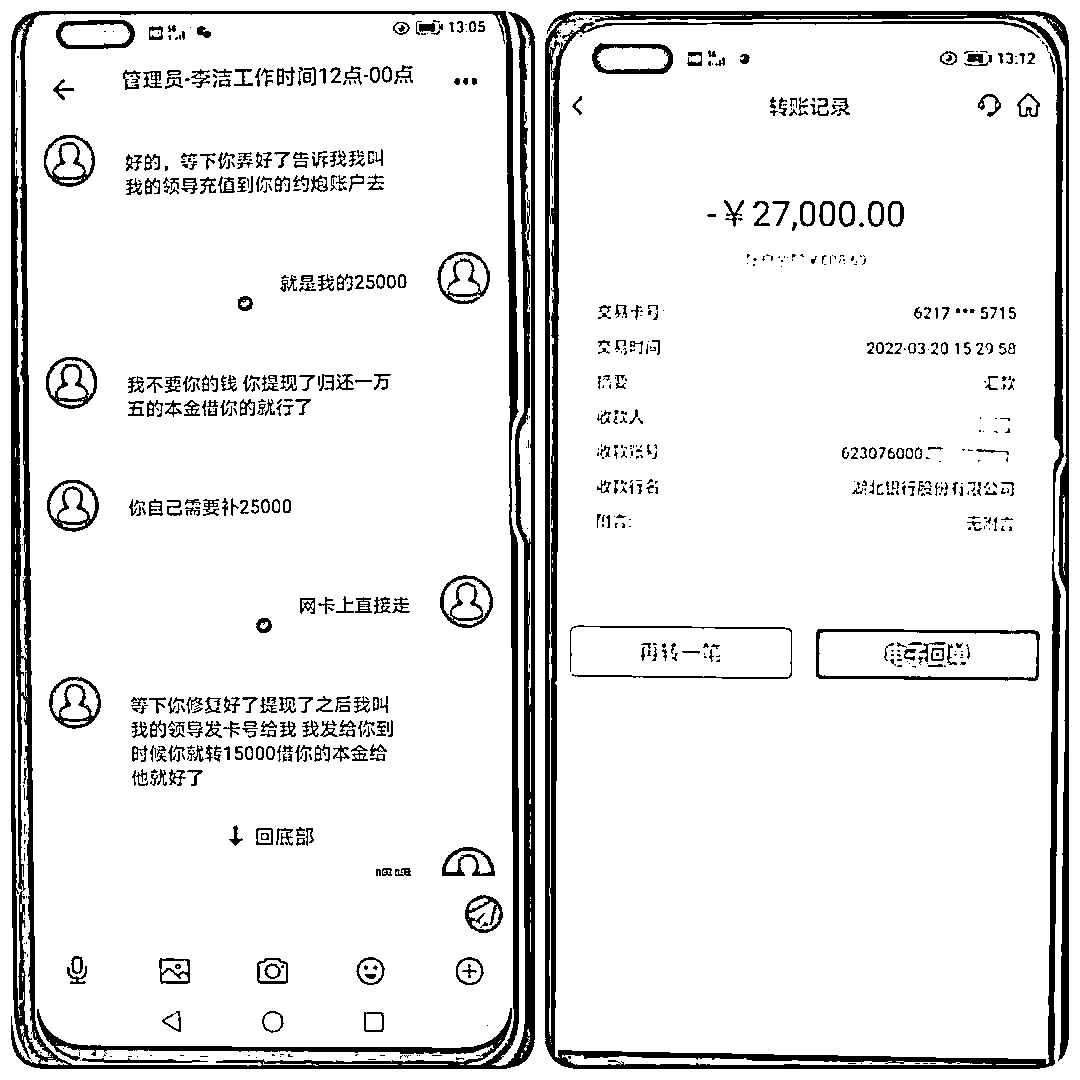 13:05
管理员-李洁工作时间12点-00点
好的，等下你弄好了告诉我我叫
我的领导充值到你的约炮账户去
就是我的25000
我不要你的钱 你提现了归还一万
五的本金借你的就行了
你自己需要补25000
网卡上直接走
等下你修复好了提现了之后我叫
我的领导发卡号给我 我发给你到
时候你就转15000借你的本金给
他就好了
回底部
13:12
转账记录
-¥27,000.00
交易卡号 6217 *** 5715
交易时间 2022-03-20 15 29 58
摘要 汇款
收款人
收款账号 623076000
收款行名 湖北银行股份有限公司
附言: 无附言
再转一笔
电子回单